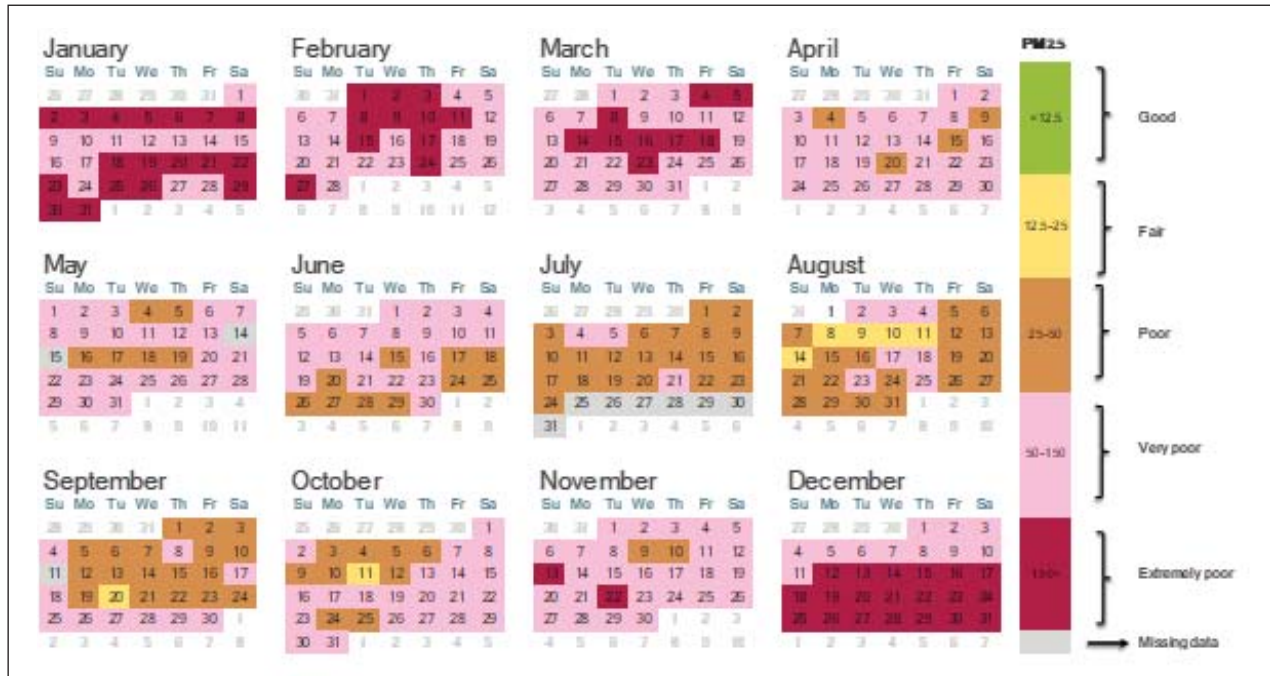 January
Su Mo Tu We Th Fr Sa
26 27 28 29 30 31 1
2 3 4 5 6 7 8
9 10 11 12 13 14 15
16 17 18 19 20 21 22
23 24 25 26 27 28 29
30 31 1 2 3 4 5
February
Su Mo Tu We Th Fr Sa
30 31 1 2 3 4 5
6 7 8 9 10 11 12
13 14 15 16 17 18 19
20 21 22 23 24 25 26
27 28 1 2 3 4 5
6 7 8 9 10 11 12
March
Su Mo Tu We Th Fr Sa
27 28 1 2 3 4 5
6 7 8 9 10 11 12
13 14 15 16 17 18 19
20 21 22 23 24 25 26
27 28 29 30 31 1 2
3 4 5 6 7 8 9
April
Su Mo Tu We Th Fr Sa
27 28 29 30 31 1 2
3 4 5 6 7 8 9
10 11 12 13 14 15 16
17 18 19 20 21 22 23
24 25 26 27 28 29 30
1 2 3 4 5 6 7
May
Su Mo Tu We Th Fr Sa
1 2 3 4 5 6 7
8 9 10 11 12 13 14
15 16 17 18 19 20 21
22 23 24 25 26 27 28
29 30 31 1 2 3 4
5 6 7 8 9 10 11
June
Su Mo Tu We Th Fr Sa
29 30 31 1 2 3 4
5 6 7 8 9 10 11
12 13 14 15 16 17 18
19 20 21 22 23 24 25
26 27 28 29 30 1 2
3 4 5 6 7 8 9
July
Su Mo Tu We Th Fr Sa
26 27 28 29 30 1 2
3 4 5 6 7 8 9
10 11 12 13 14 15 16
17 18 19 20 21 22 23
24 25 26 27 28 29 30
31 1 2 3 4 5 6
August
Su Mo Tu We Th Fr Sa
31 1 2 3 4 5 6
7 8 9 10 11 12 13
14 15 16 17 18 19 20
21 22 23 24 25 26 27
28 29 30 31 1 2 3
4 5 6 7 8 9 10
September
Su Mo Tu We Th Fr Sa
28 29 30 31 1 2 3
4 5 6 7 8 9 10
11 12 13 14 15 16 17
18 19 20 21 22 23 24
25 26 27 28 29 30 1
2 3 4 5 6 7 8
October
Su Mo Tu We Th Fr Sa
25 26 27 28 29 30 1
2 3 4 5 6 7 8
9 10 11 12 13 14 15
16 17 18 19 20 21 22
23 24 25 26 27 28 29
30 31 1 2 3 4 5
November
Su Mo Tu We Th Fr Sa
30 31 1 2 3 4 5
6 7 8 9 10 11 12
13 14 15 16 17 18 19
20 21 22 23 24 25 26
27 28 29 30 1 2 3
4 5 6 7 8 9 10
December
Su Mo Tu We Th Fr Sa
27 28 29 30 1 2 3
4 5 6 7 8 9 10
11 12 13 14 15 16 17
18 19 20 21 22 23 24
25 26 27 28 29 30 31
1 2 3 4 5 6 7
PM2.5
<12.5 Good
12.5-25 Fair
25-50 Poor
50-150 Very poor
150+ Extremely poor
Missing data